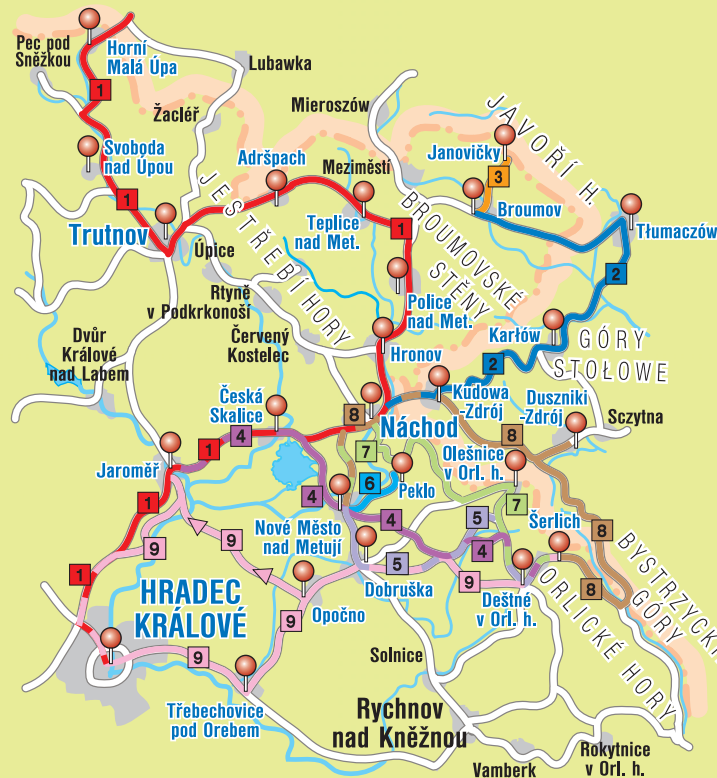 Pec pod
Sněžkou
Horní
Malá Úpa
Lubawka
1
Žacléř
Mieroszów
JAVOŘÍ H.
Svoboda
nad Úpou
Adršpach
Meziměstí
Janovičky
3
Broumov
1
Trutnov
JESTŘEBÍ HORY
Teplice
nad Met.
1
BROUMOVSKÉ
STĚNY
Tłumaczów
Úpice
2
Rtyně
v Podkrkonoší
Police
nad Met.
Karłów
GÓRY
STOŁOWE
Dvůr
Králové
nad Labem
Červený
Kostelec
Hronov
2
Česká
Skalice
8
Náchod
Kudowa
-Zdrój
Duszniki
-Zdrój
Sczytna
1
4
7
8
Jaroměř
Olešnice
v Orl. h.
6
Peklo
4
1
7
Nové Město
nad Metují
4
5
Šerlich
8
9
9
4
1
5
9
HRADEC
KRÁLOVÉ
Opočno
Dobruška
Deštné
v Orl. h.
8
BYSTRZYCKI
GÓRY
ORLICKÉ HORY
9
9
Solnice
Třebechovice
pod Orebem
Rychnov
nad Kněžnou
Vamberk
Rokytnice
v Orl. h.